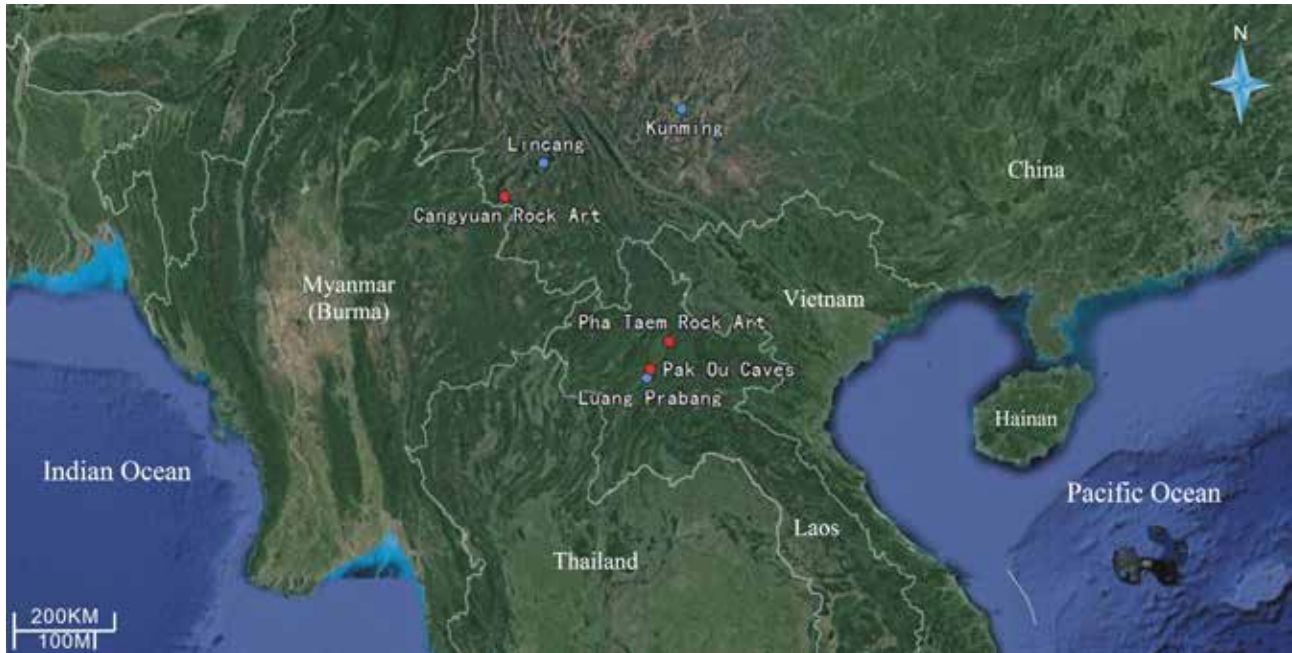 N
Kunming
Lincang
China
Cangyuan Rock Art
Myanmar
(Burma)
Vietnam
Pha Taem Rock Art
Pak Ou Caves
Luang Prabang
Hainan
Indian Ocean
Pacific Ocean
Laos
Thailand
200KM
100MI